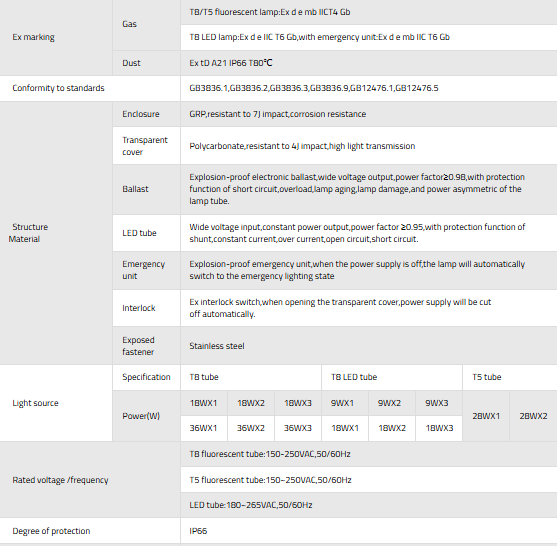 Ex marking
Gas
T8/T5 fluorescent lamp:Ex d e mb IICT4 Gb
T8 LED lamp:Ex d e IIC T6 Gb,with emergency unit:Ex d e mb IIC T6 Gb
Dust
Ex tD A21 IP66 T80℃
Conformity to standards
GB3836.1,GB3836.2,GB3836.3,GB3836.9,GB12476.1,GB12476.5
Structure
Material
Enclosure
GRP,resistant to 7J impact,corrosion resistance
Transparent
cover
Polycarbonate,resistant to 4J impact,high light transmission
Ballast
Explosion-proof electronic ballast,wide voltage output,power factor≥0.98,with protection
function of short circuit,overload,lamp aging,lamp damage,and power asymmetric of the
lamp tube.
LED tube
Wide voltage input,constant power output,power factor ≥0.95,with protection function of
shunt,constant current,over current,open circuit,short circuit.
Emergency
unit
Explosion-proof emergency unit,when the power supply is off,the lamp will automatically
switch to the emergency lighting state
Interlock
Ex interlock switch,when opening the transparent cover,power supply will be cut
off automatically.
Exposed
fastener
Stainless steel
Light source
Specification
T8 tube
T8 LED tube
T5 tube
Power(W)
18WX1 18WX2 18WX3 9WX1 9WX2 9WX3
28WX1 28WX2
36WX1 36WX2 36WX3 18WX1 18WX2 18WX3
Rated voltage /frequency
T8 fluorescent tube:150~250VAC,50/60Hz
T5 fluorescent tube:150~250VAC,50/60Hz
LED tube:180~265VAC,50/60Hz
Degree of protection
IP66